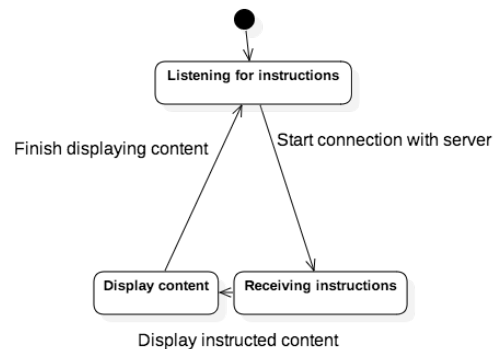 Listening for instructions
Finish displaying content
Start connection with server
Display content
Receiving instructions
Display instructed content